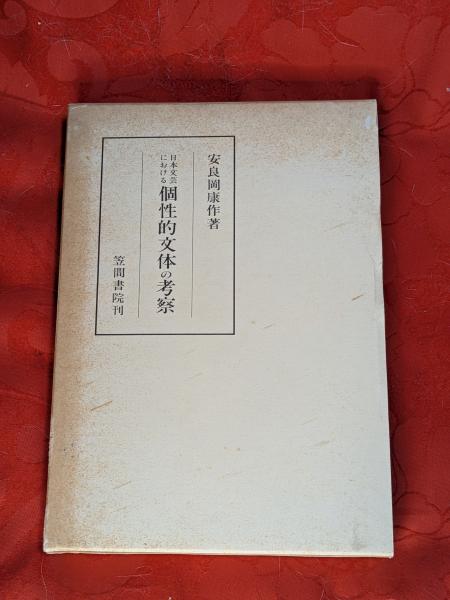 安良岡康作著
日本文芸
における
個性的文体の考察
笠間書院刊